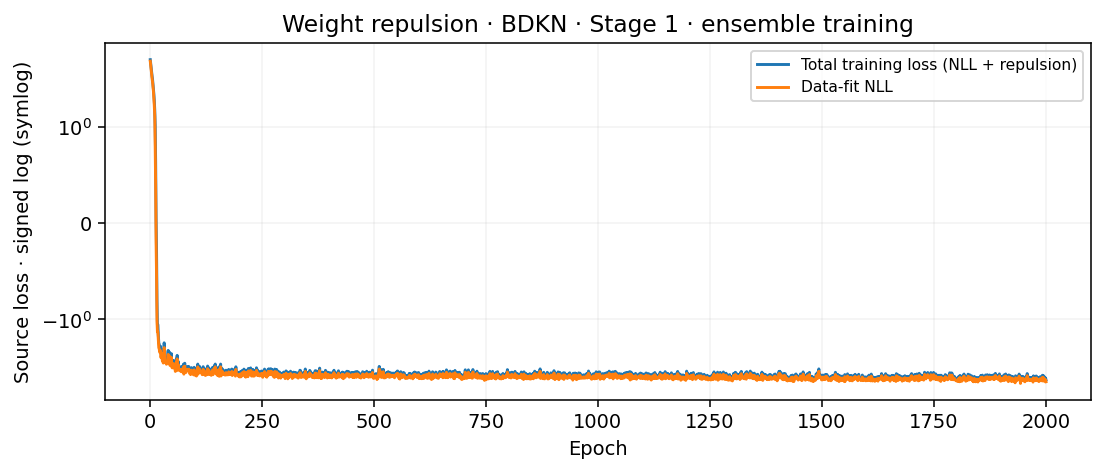 Weight repulsion · BDKN · Stage 1 · ensemble training
Source loss · signed log (symlog)
10⁰
0
−10⁰
Total training loss (NLL + repulsion)
Data-fit NLL
0 250 500 750 1000 1250 1500 1750 2000
Epoch